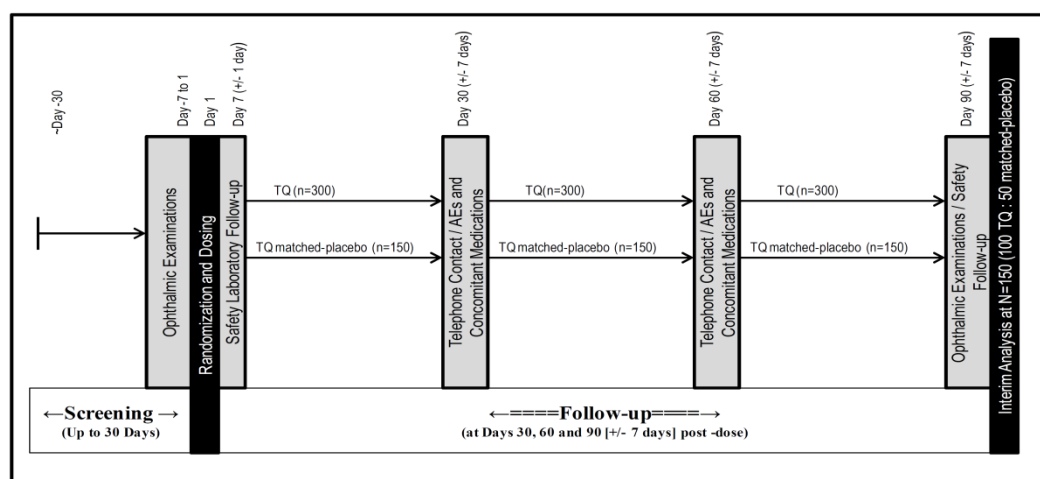 ~Day -30
Day -7 to 1
Day 1
Day 7 (+/- 1 day)
Day 30 (+/- 7 days)
Day 60 (+/- 7 days)
Day 90 (+/- 7 days)
Ophthalmic Examinations
Randomization and Dosing
Safety Laboratory Follow-up
TQ (n=300)
TQ matched-placebo (n=150)
Telephone Contact / AEs and
Concomitant Medications
TQ(n=300)
TQ matched-placebo (n=150)
Telephone Contact / AEs and
Concomitant Medications
TQ (n=300)
TQ matched-placebo (n=150)
Ophthalmic Examinations / Safety
Follow-up
Interim Analysis at N=150 (100 TQ : 50 matched-placebo)
←Screening →
(Up to 30 Days)
←====Follow-up====→
(at Days 30, 60 and 90 [+/- 7 days] post -dose)